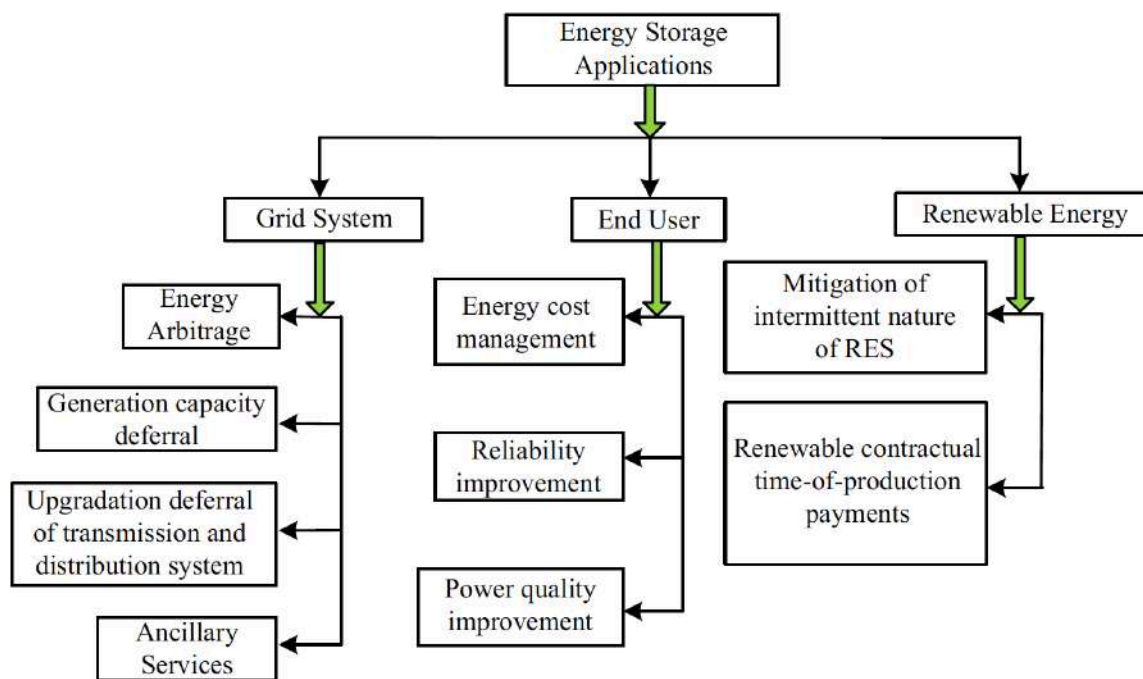 Energy Storage
Applications
Grid System
End User
Renewable Energy
Energy
Arbitrage
Generation capacity
deferral
Upgradation deferral
of transmission and
distribution system
Ancillary
Services
Energy cost
management
Reliability
improvement
Power quality
improvement
Mitigation of
intermittent nature
of RES
Renewable contractual
time-of-production
payments